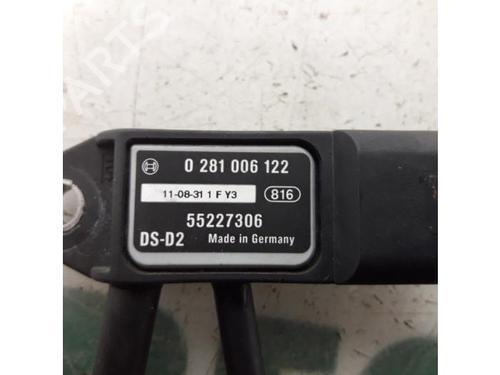 0 281 006 122
11-08-31 1 F Y3 816
55227306
DS-D2 Made in Germany